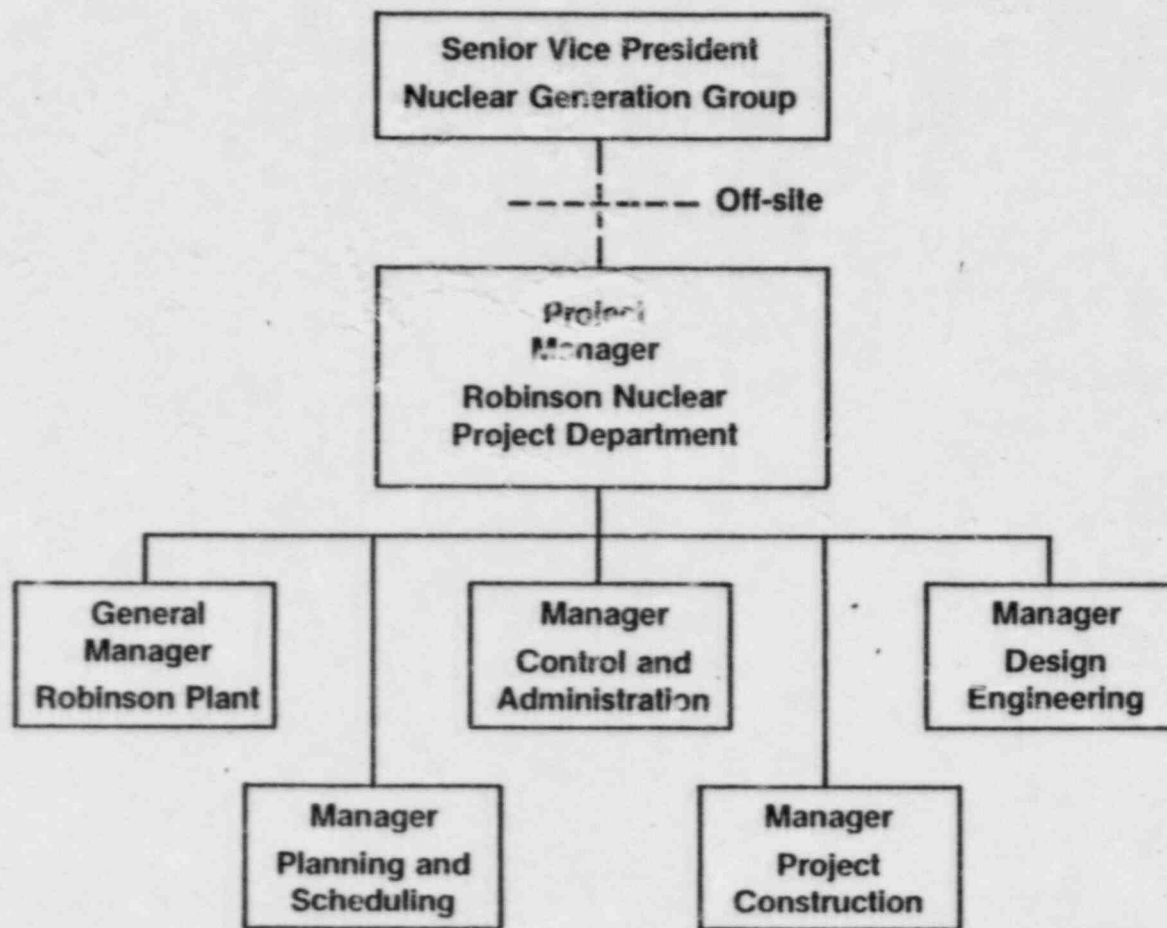 Senior Vice President
Nuclear Generation Group
Off-site
Project
Manager
Robinson Nuclear
Project Department
General
Manager
Robinson Plant
Manager
Control and
Administration
Manager
Design
Engineering
Manager
Planning and
Scheduling
Manager
Project
Construction